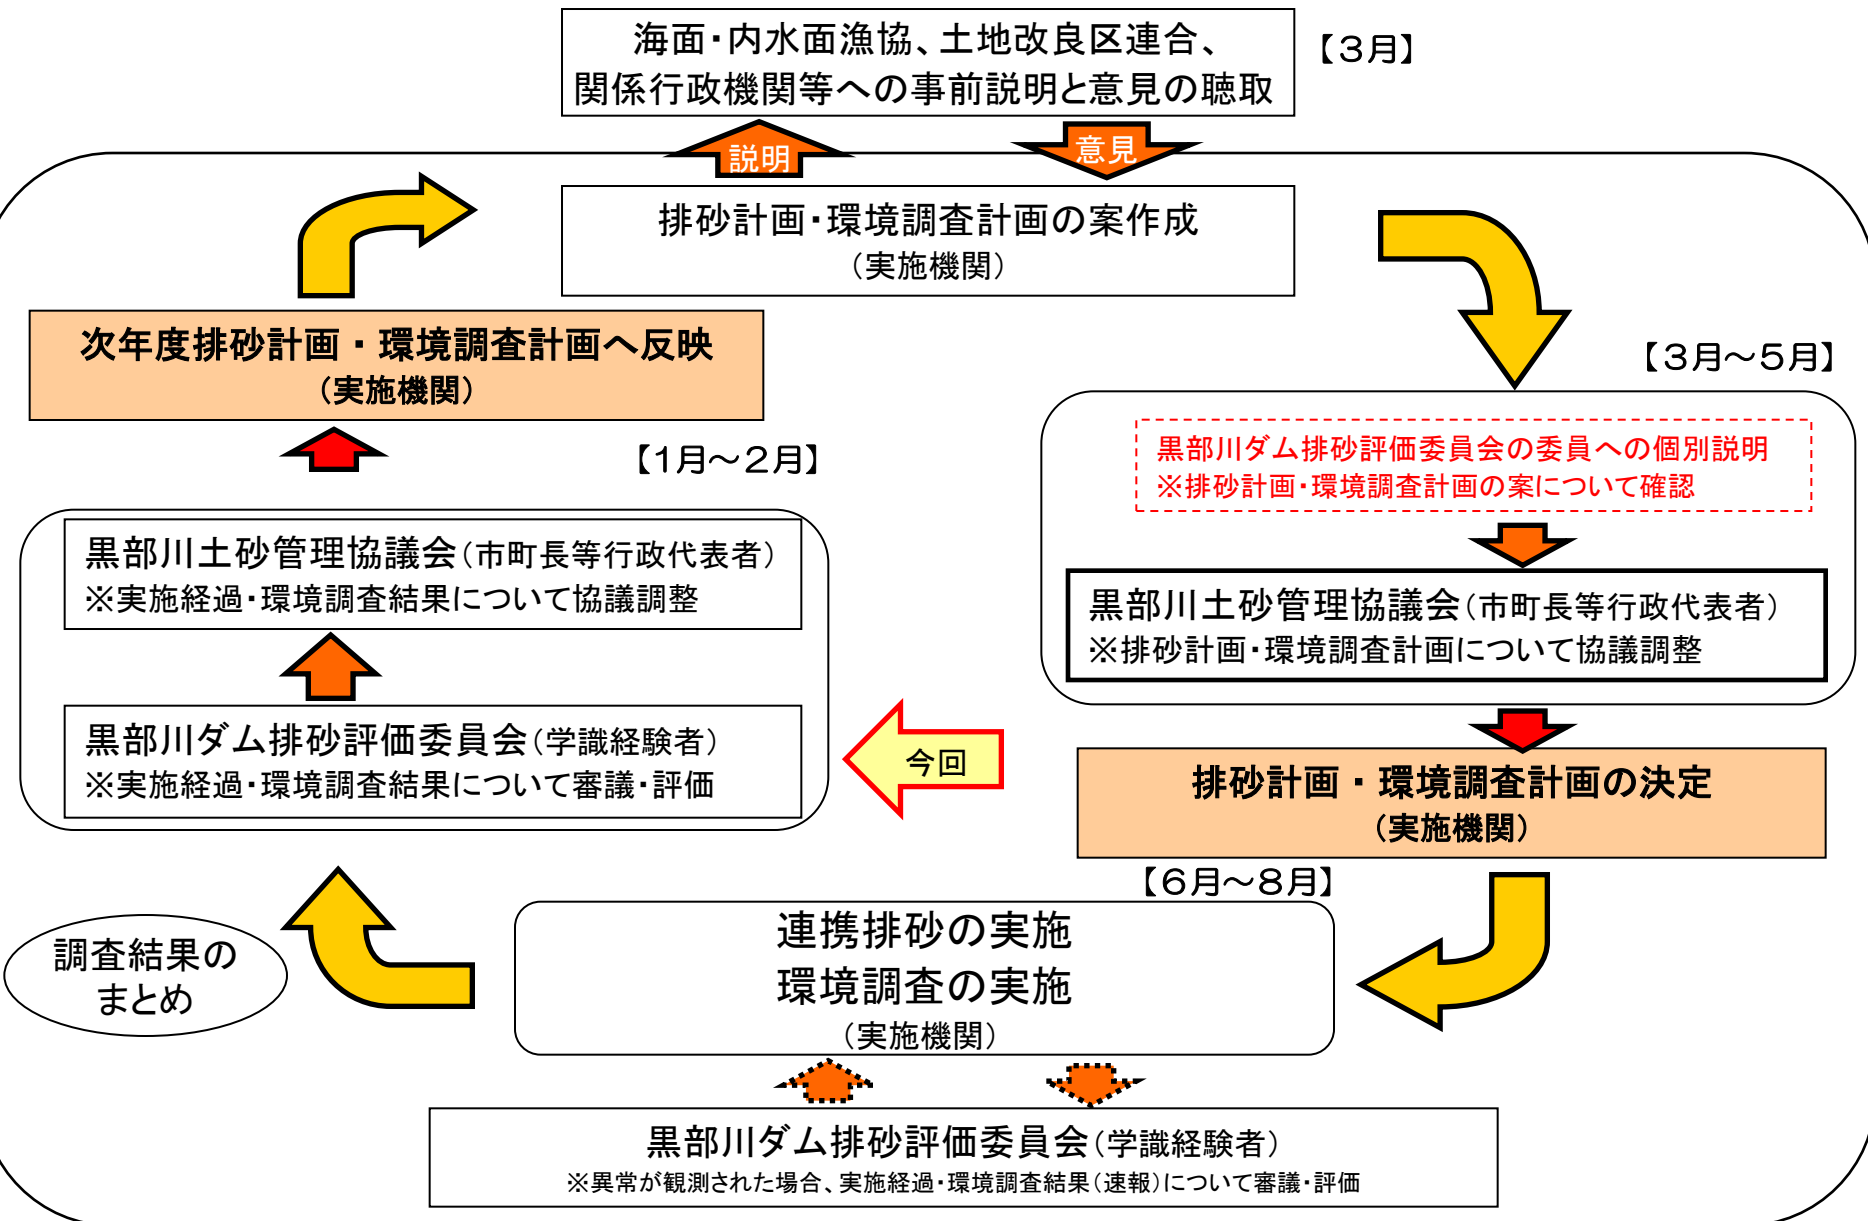 海面・内水面漁協、土地改良区連合、
関係行政機関等への事前説明と意見の聴取
【３月】
説明
意見
排砂計画・環境調査計画の案作成
（実施機関）
次年度排砂計画・環境調査計画へ反映
（実施機関）
【３月～５月】
黒部川ダム排砂評価委員会の委員への個別説明
※排砂計画・環境調査計画の案について確認
【１月～２月】
黒部川土砂管理協議会（市町長等行政代表者）
※実施経過・環境調査結果について協議調整
黒部川土砂管理協議会（市町長等行政代表者）
※排砂計画・環境調査計画について協議調整
黒部川ダム排砂評価委員会（学識経験者）
※実施経過・環境調査結果について審議・評価
今回
排砂計画・環境調査計画の決定
（実施機関）
【６月～８月】
連携排砂の実施
環境調査の実施
（実施機関）
調査結果の
まとめ
黒部川ダム排砂評価委員会（学識経験者）
※異常が観測された場合、実施経過・環境調査結果（速報）について審議・評価